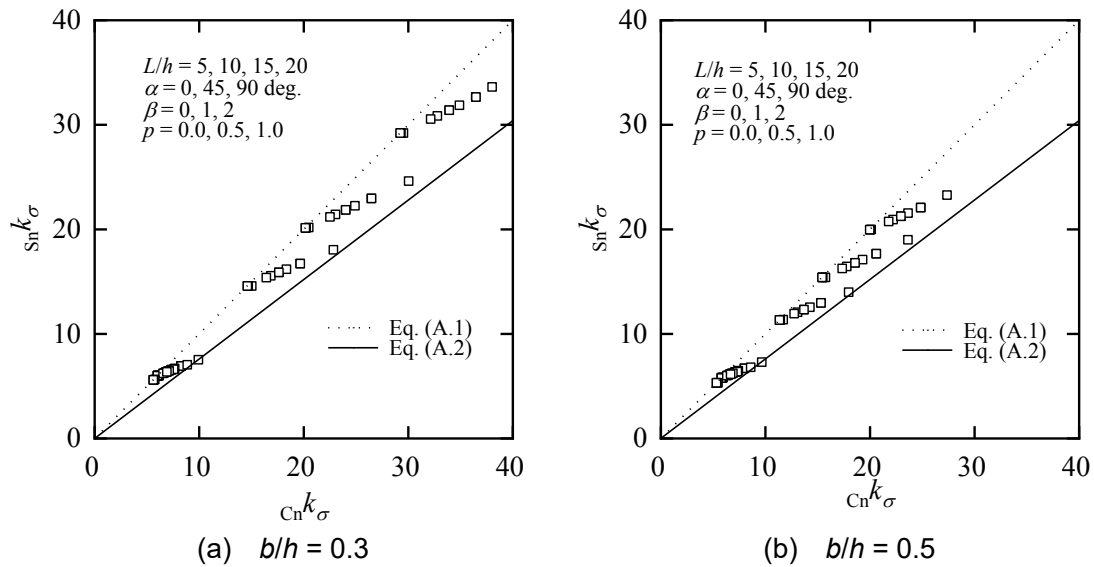 40
30
20
10
0
Snkσ
L/h = 5, 10, 15, 20
α = 0, 45, 90 deg.
β = 0, 1, 2
p = 0.0, 0.5, 1.0
Eq. (A.1)
Eq. (A.2)
0 10 20 30 40
Cnkσ
(a) b/h = 0.3
40
30
20
10
0
Snkσ
L/h = 5, 10, 15, 20
α = 0, 45, 90 deg.
β = 0, 1, 2
p = 0.0, 0.5, 1.0
Eq. (A.1)
Eq. (A.2)
0 10 20 30 40
Cnkσ
(b) b/h = 0.5